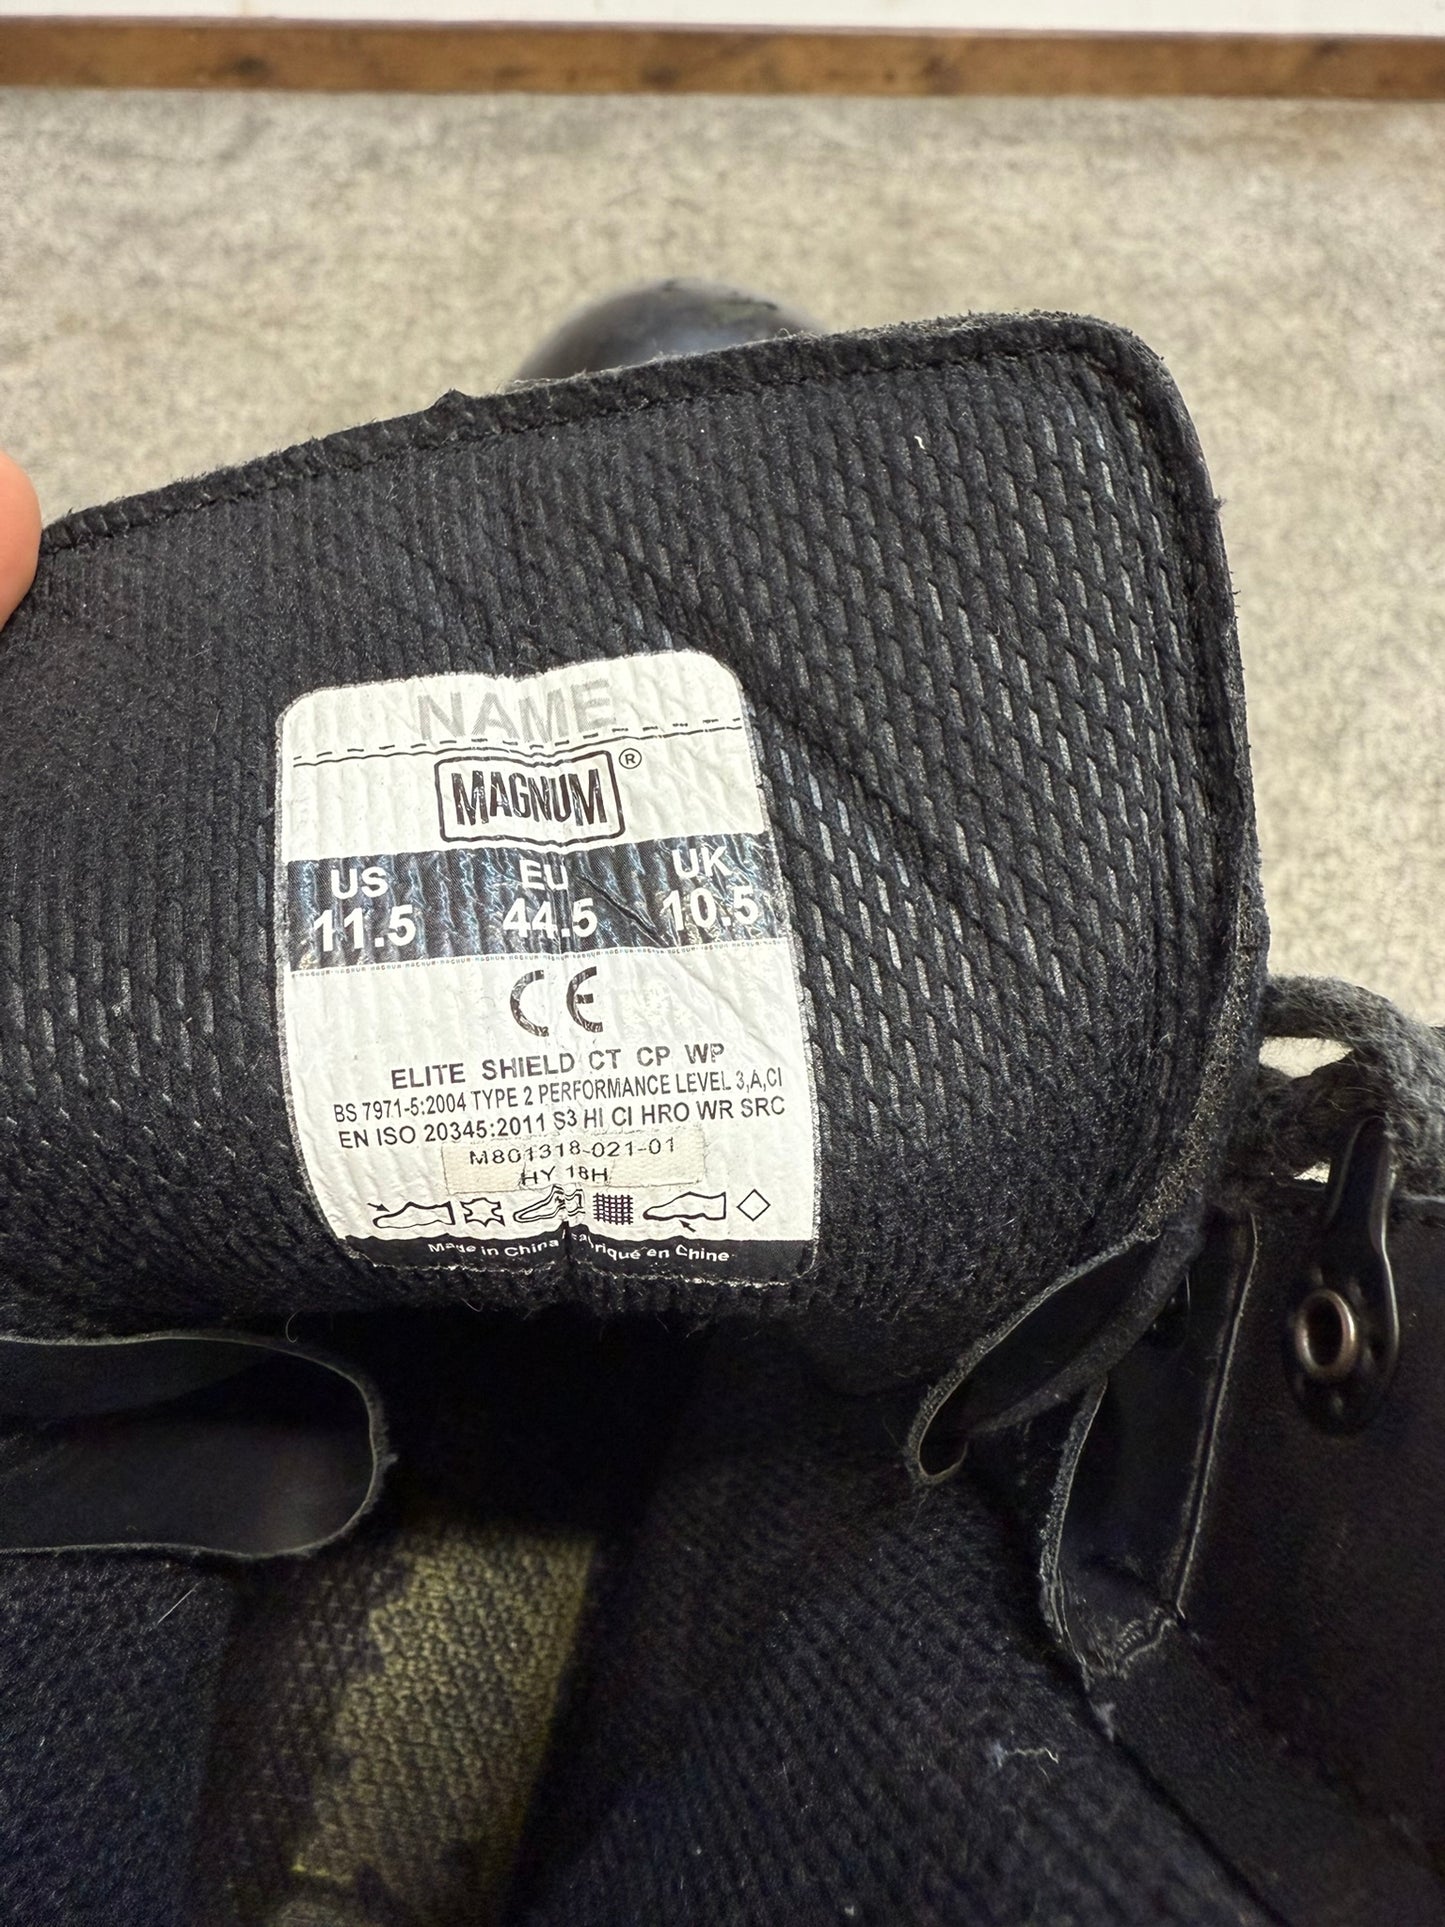 NAME
MAGNUM®
US EU UK
11.5 44.5 10.5
CE
ELITE SHIELD CT CP WP
BS 7971-5:2004 TYPE 2 PERFORMANCE LEVEL 3,A,CI
EN ISO 20345:2011 S3 HI CI HRO WR SRC
M801318-021-01
HY 18H
Made in China en Chine